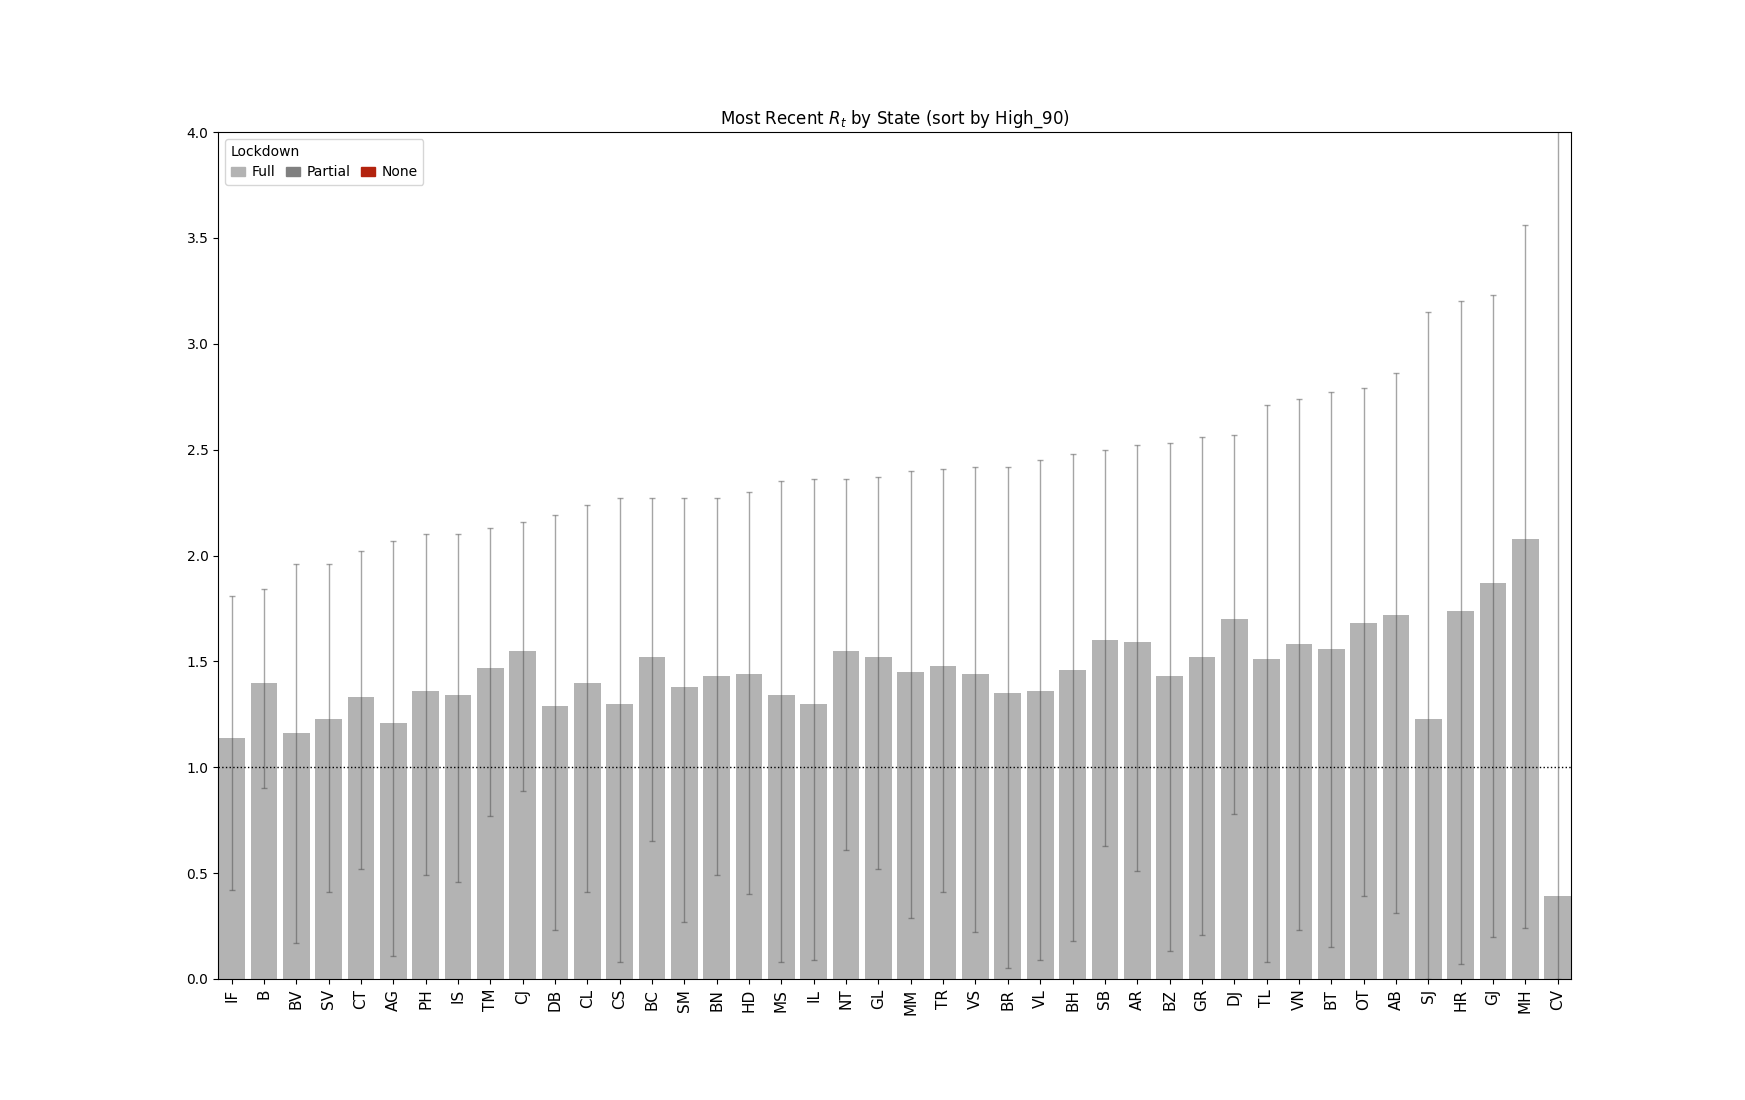 Most Recent R_t by State (sort by High_90)
Lockdown
Full Partial None
4.0
3.5
3.0
2.5
2.0
1.5
1.0
0.5
0.0
IF B BV SV CT AG PH IS TM CJ DB CL CS BC SM BN HD MS IL NT GL MM TR VS BR VL BH SB AR BZ GR DJ TL VN BT OT AB SJ HR GJ MH CV